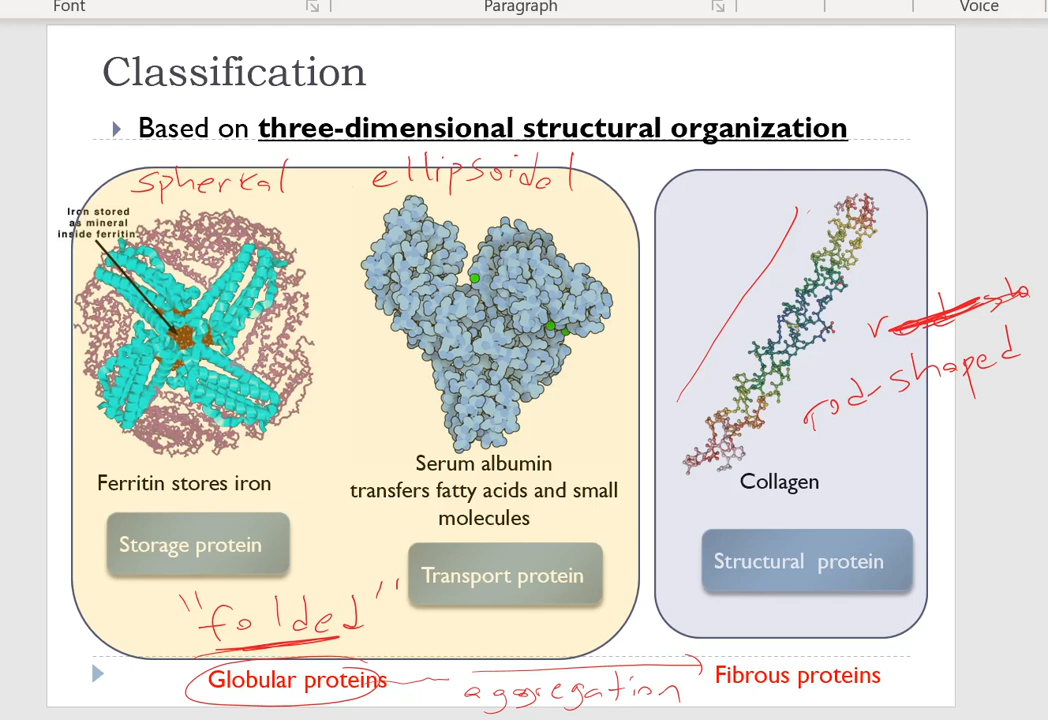 Font Paragraph Voice
Classification
Based on three-dimensional structural organization
spherical ellipsoidal
Iron stored
as mineral
inside ferritin
rod-shaped
Ferritin stores iron
Serum albumin
transfers fatty acids and small
molecules
Collagen
Storage protein
Transport protein
Structural protein
"folded"
Globular proteins
aggregation
Fibrous proteins